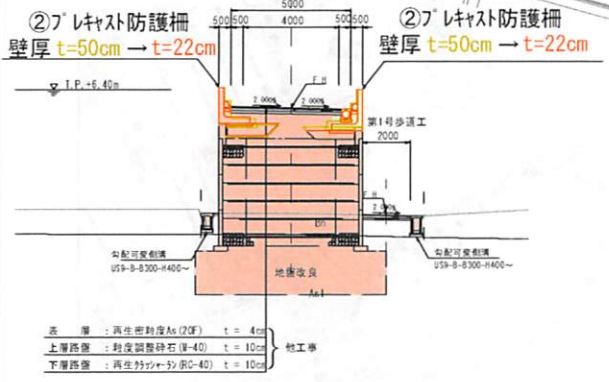 ②プレキャスト防護柵
壁厚 t=50cm → t=22cm
②プレキャスト防護柵
壁厚 t=50cm → t=22cm
5000
500 500 4000 500 500
T.P.+6.40m
F.H
2.000% 2.000%
第1号歩道工
2000
F.H
2.000%
勾配可変側溝
US9-B-B300-H400～
勾配可変側溝
US9-B-B300-H400～
地盤改良
As1
表 層 : 再生密粒度As(20F) t = 4cm
上層路盤 : 粒度調整砕石(M-40) t = 10cm
下層路盤 : 再生クラッシャーラン(RC-40) t = 10cm
他工事